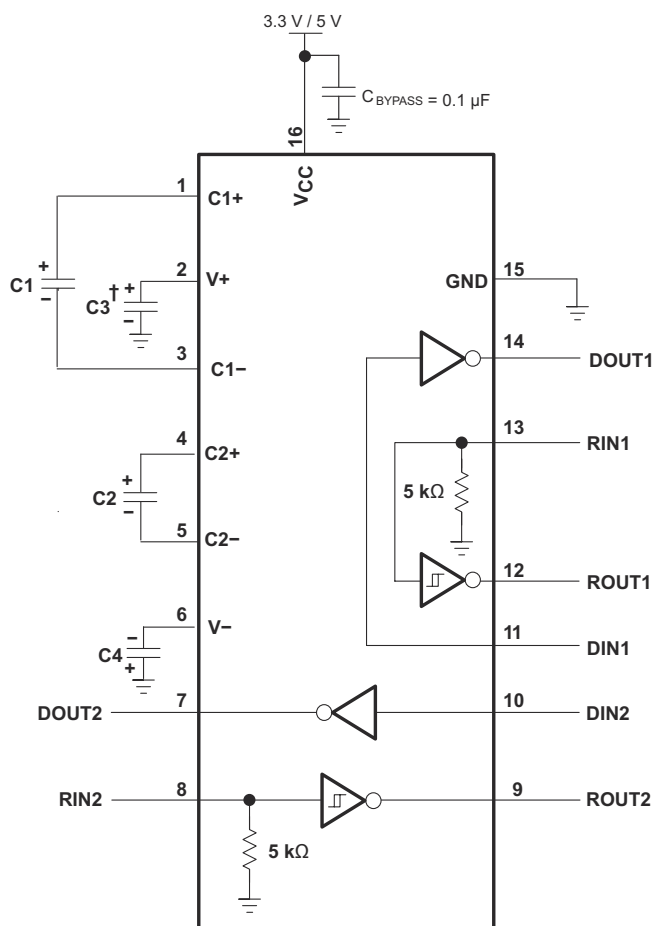 3.3 V / 5 V
CBYPASS = 0.1 µF
16
VCC
1
C1+
+
C1
−
2
V+
C3† +
−
3
C1−
15
GND
14
DOUT1
13
RIN1
5 kΩ
4
C2+
+
C2
−
5
C2−
12
ROUT1
11
DIN1
6
V−
−
C4
+
DOUT2
7
10
DIN2
RIN2
8
9
ROUT2
5 kΩ